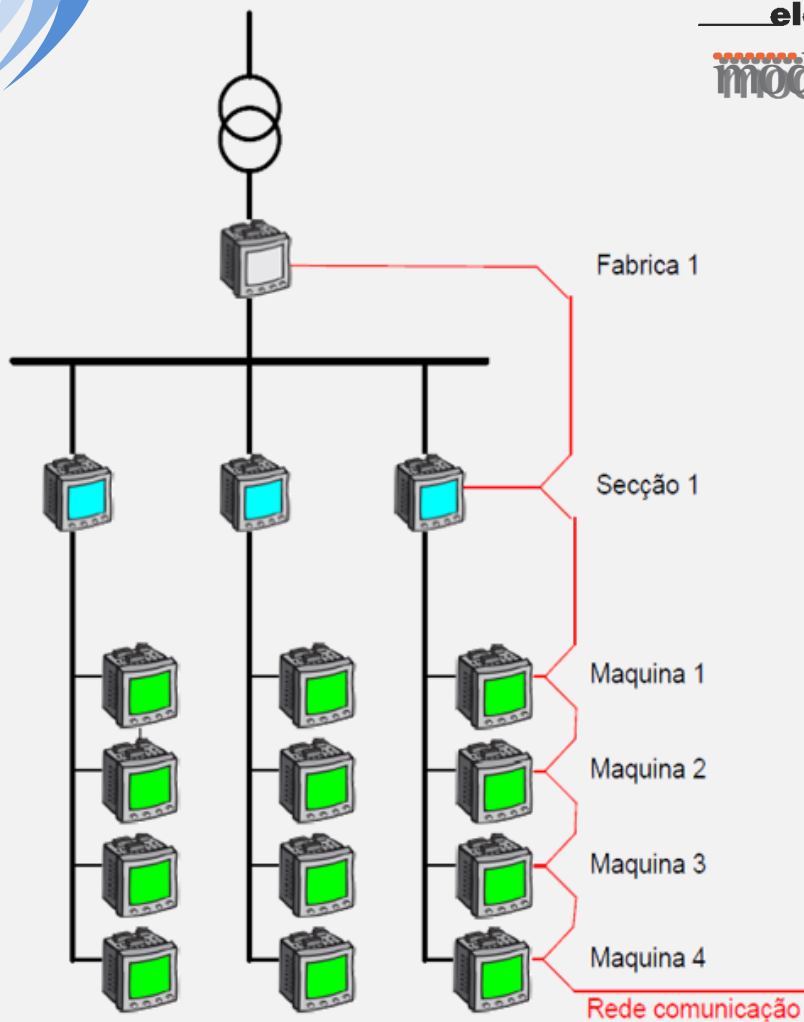 Fabrica 1
Secção 1
Maquina 1
Maquina 2
Maquina 3
Maquina 4
Rede comunicação